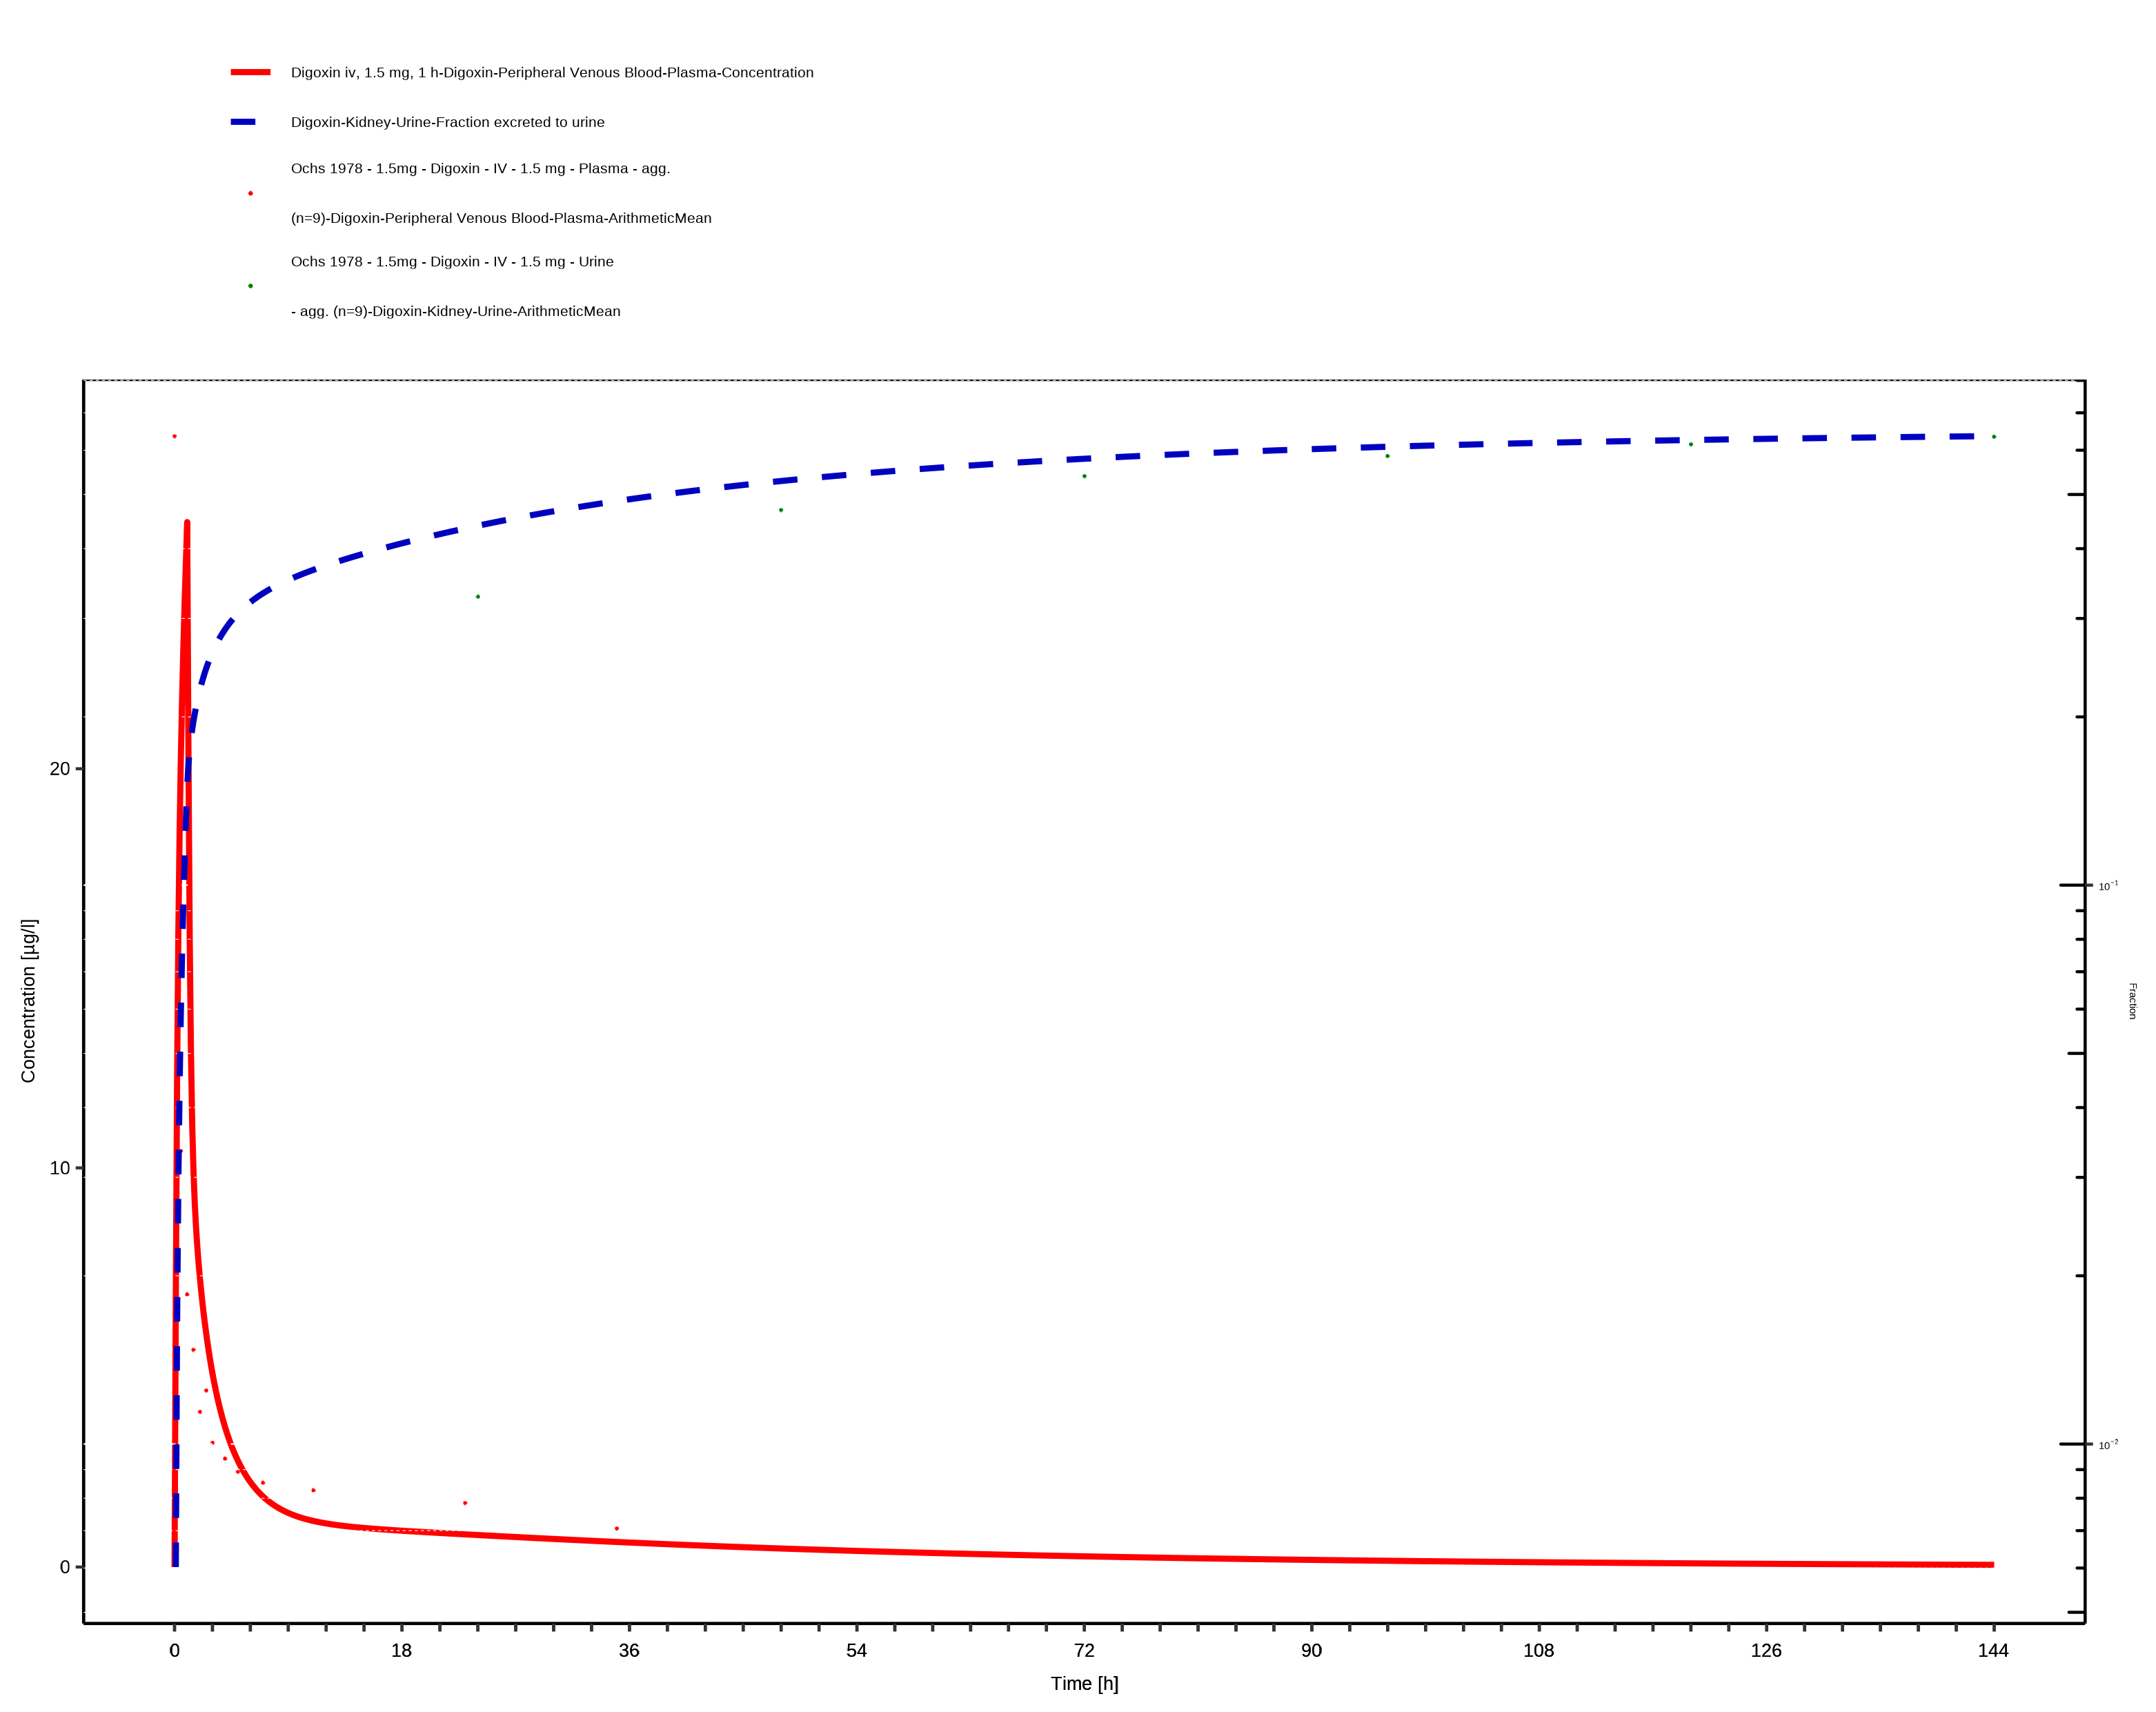 Digoxin iv, 1.5 mg, 1 h-Digoxin-Peripheral Venous Blood-Plasma-Concentration
Digoxin-Kidney-Urine-Fraction excreted to urine
Ochs 1978 - 1.5mg - Digoxin - IV - 1.5 mg - Plasma - agg.
(n=9)-Digoxin-Peripheral Venous Blood-Plasma-ArithmeticMean
Ochs 1978 - 1.5mg - Digoxin - IV - 1.5 mg - Urine
- agg. (n=9)-Digoxin-Kidney-Urine-ArithmeticMean
20
10
0
Concentration [µg/l]
10⁻¹
10⁻²
Fraction
0 18 36 54 72 90 108 126 144
Time [h]